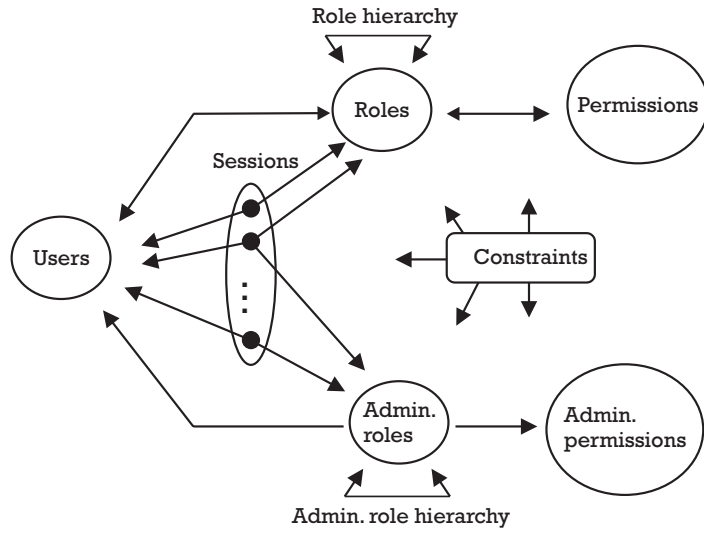 Role hierarchy
Roles
Permissions
Sessions
Users
Constraints
Admin.
roles
Admin.
permissions
Admin. role hierarchy